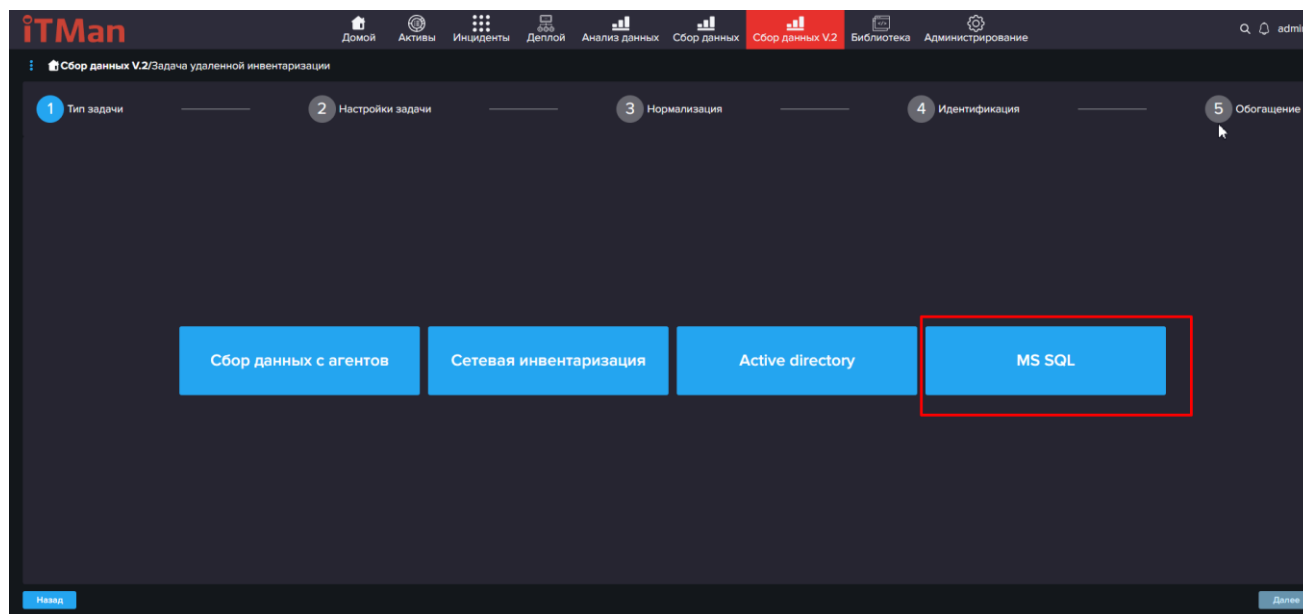 iTMan
Домой Активы Инциденты Деплой Анализ данных Сбор данных Сбор данных V.2 Библиотека Администрирование
Сбор данных V.2/Задача удаленной инвентаризации
1 Тип задачи 2 Настройки задачи 3 Нормализация 4 Идентификация 5 Обогащение
Сбор данных с агентов Сетевая инвентаризация Active directory MS SQL
Назад Далее